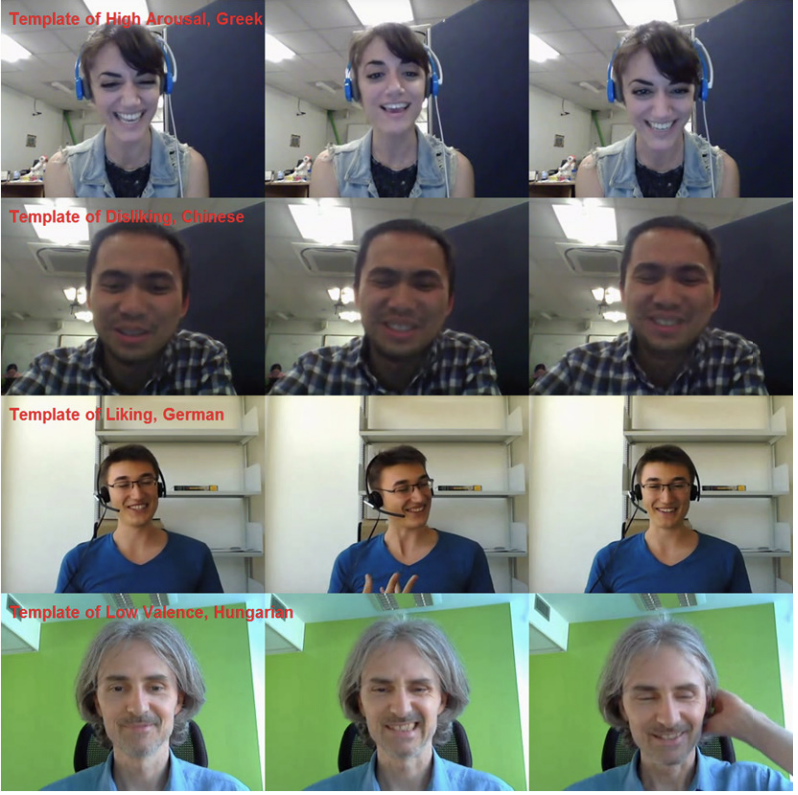 Template of High Arousal, Greek
Template of Disliking, Chinese
Template of Liking, German
Template of Low Valence, Hungarian